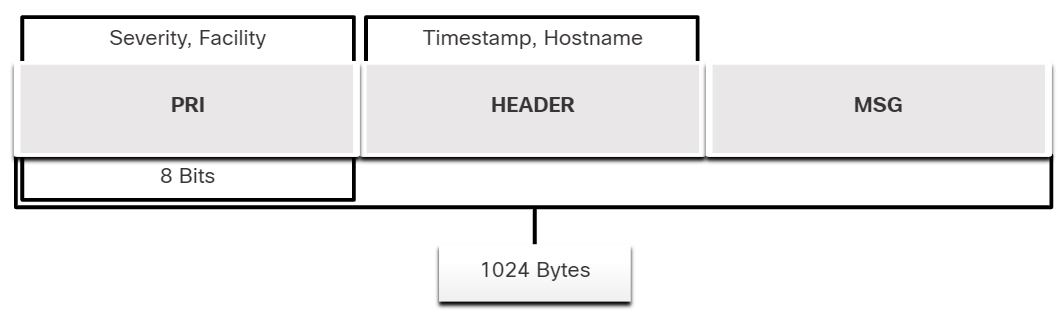 Severity, Facility
Timestamp, Hostname
PRI
HEADER
MSG
8 Bits
1024 Bytes